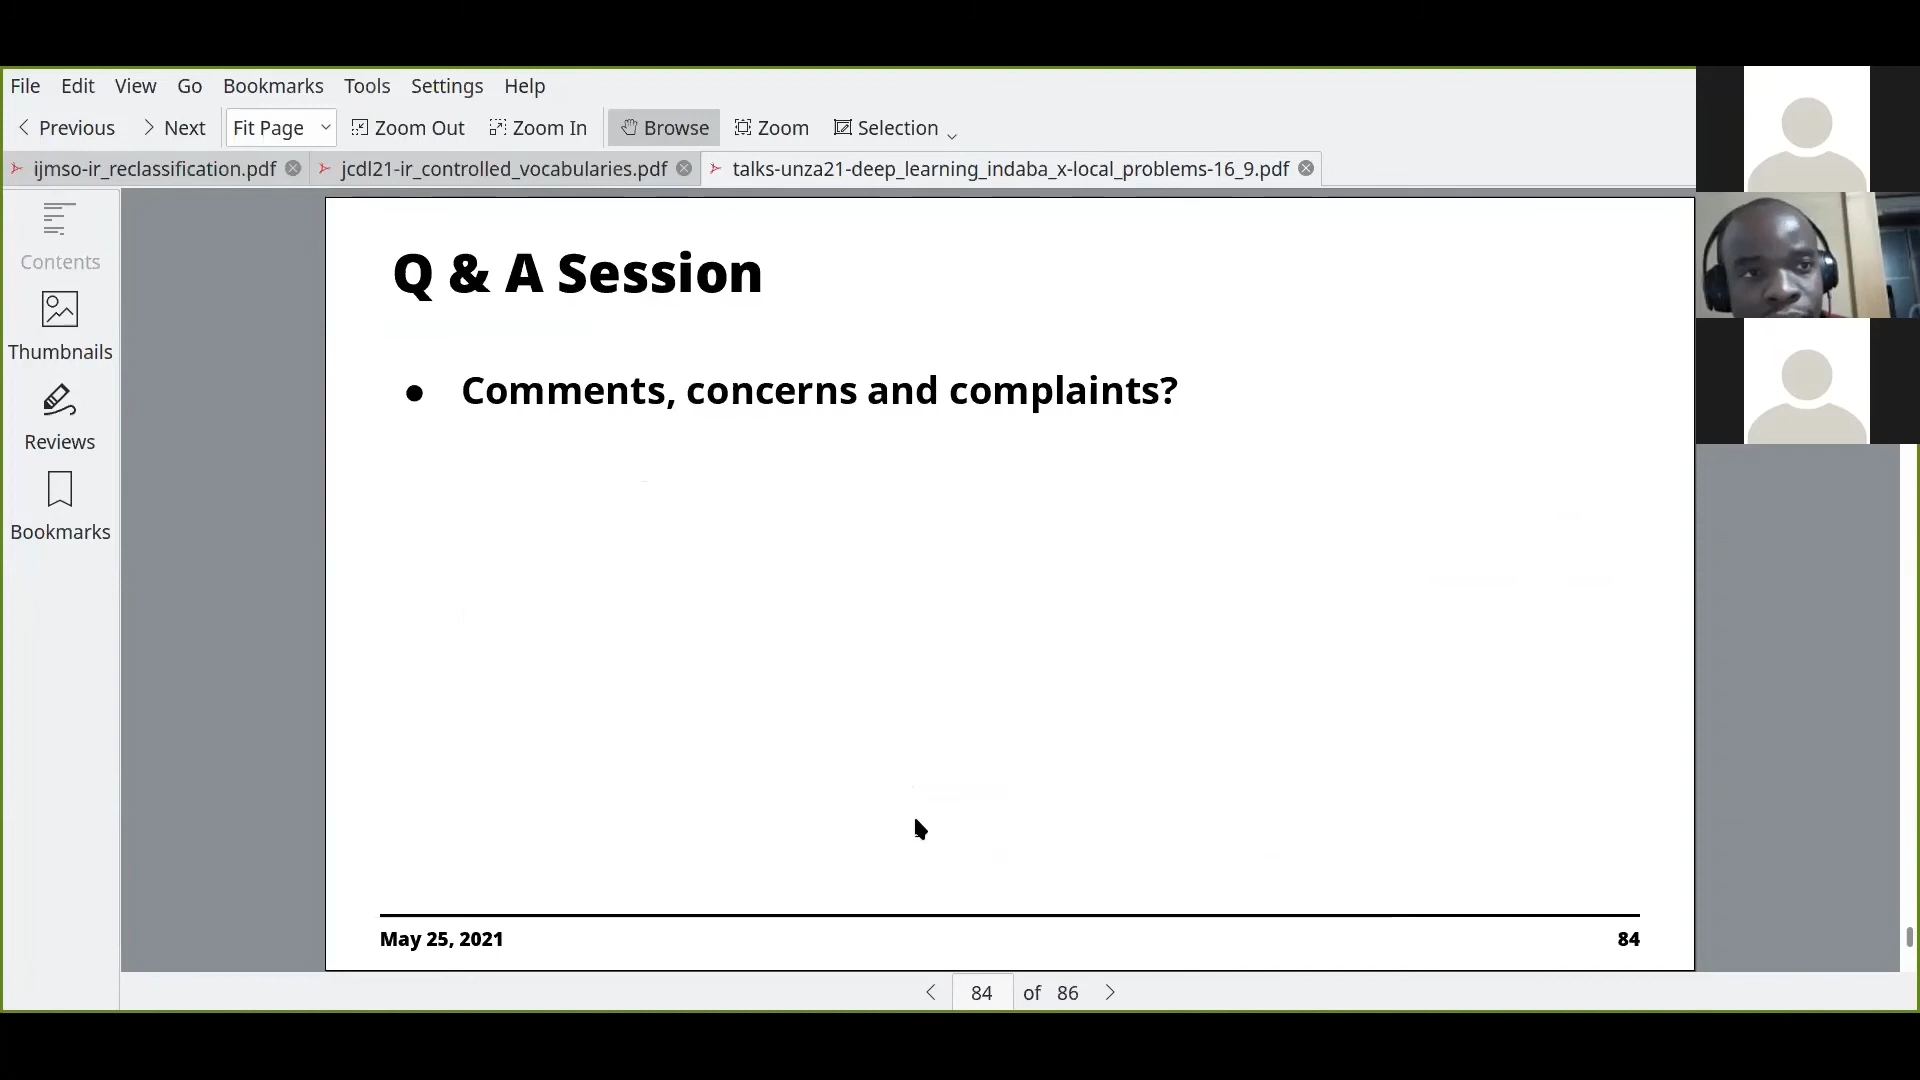 File Edit View Go Bookmarks Tools Settings Help
Previous Next Fit Page Zoom Out Zoom In Browse Zoom Selection
ijmso-ir_reclassification.pdf jcdl21-ir_controlled_vocabularies.pdf talks-unza21-deep_learning_indaba_x-local_problems-16_9.pdf
Contents
Thumbnails
Reviews
Bookmarks
Q & A Session
● Comments, concerns and complaints?
May 25, 2021 84
84 of 86